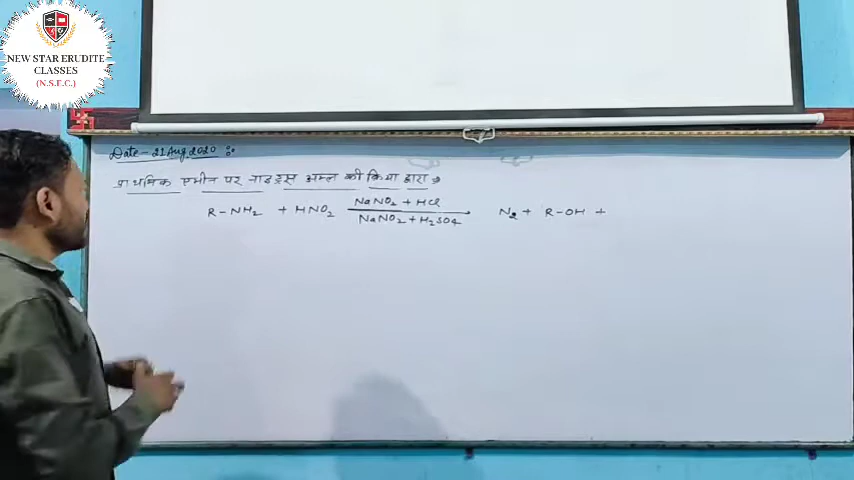 NEW STAR ERUDITE
CLASSES
(N.S.E.C.)
Date - 21 Aug. 2020
प्राथमिक एमीन पर नाइट्रस अम्ल की क्रिया द्वारा →
R-NH₂ + HNO₂ NaNO₂ + HCl N₂ + R-OH +
NaNO₂ + H₂SO₄